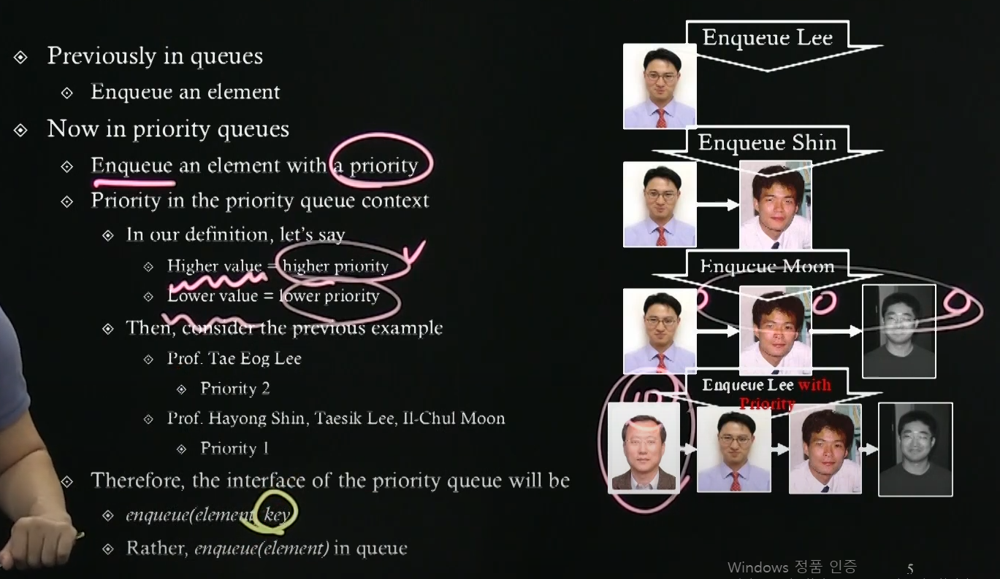 Previously in queues
Enqueue an element
Now in priority queues
Enqueue an element with a priority
Priority in the priority queue context
In our definition, let's say
Higher value = higher priority
Lower value = lower priority
Then, consider the previous example
Prof. Tae Eog Lee
Priority 2
Prof. Hayong Shin, Taesik Lee, Il-Chul Moon
Priority 1
Therefore, the interface of the priority queue will be
enqueue(element, key)
Rather, enqueue(element) in queue
Enqueue Lee
Enqueue Shin
Enqueue Moon
Enqueue Lee with
Priority
Windows 정품 인증
5